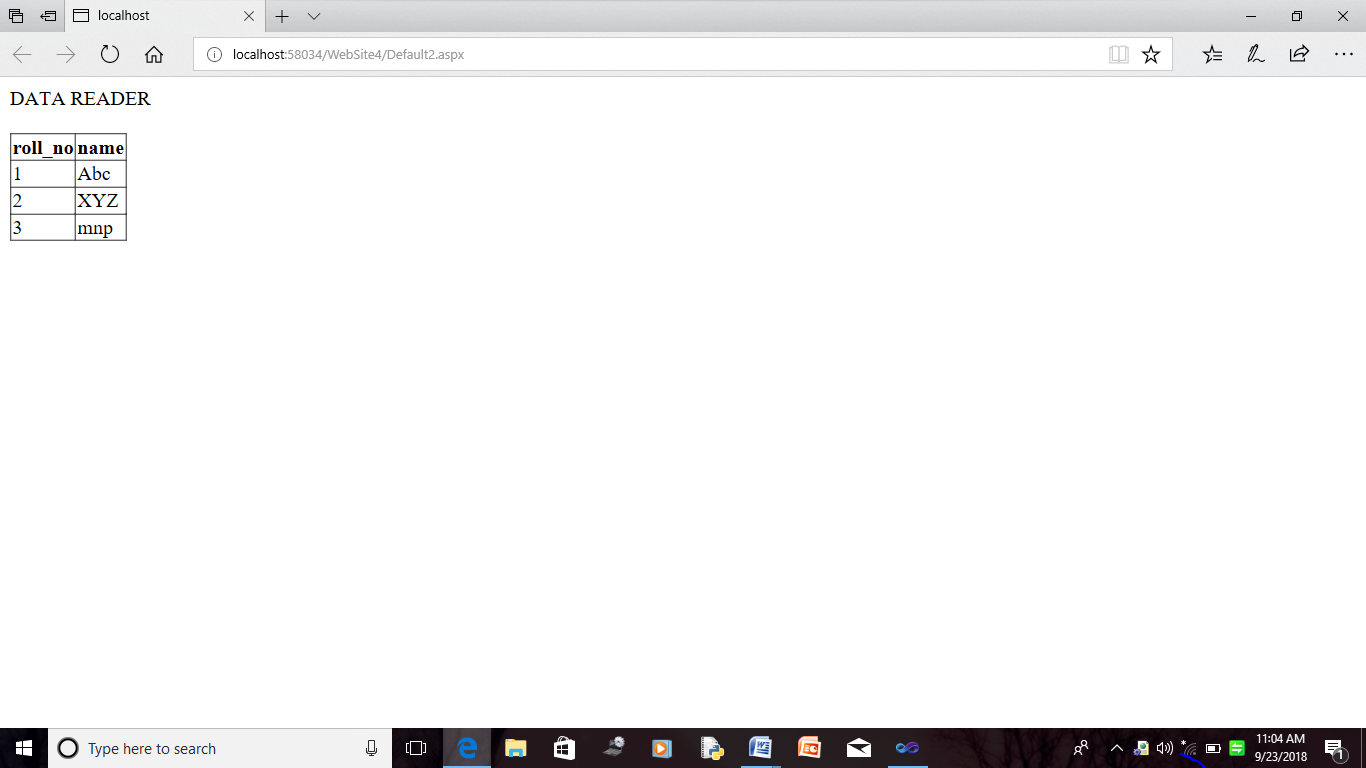 localhost
localhost:58034/WebSite4/Default2.aspx
DATA READER
roll_no name
1 Abc
2 XYZ
3 mnp
Type here to search
11:04 AM
9/23/2018
1